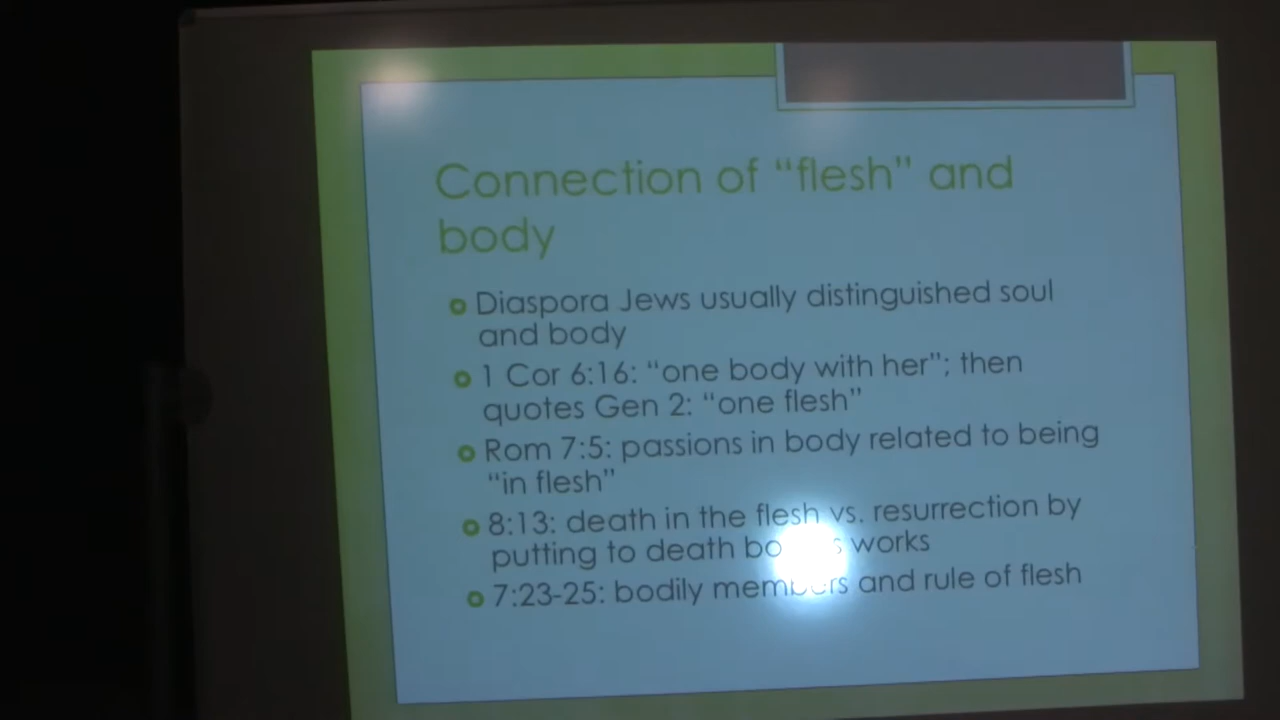 Connection of “flesh” and
body
Diaspora Jews usually distinguished soul
and body
1 Cor 6:16: “one body with her”; then
quotes Gen 2: “one flesh”
Rom 7:5: passions in body related to being
“in flesh”
8:13: death in the flesh vs. resurrection by
putting to death works
7:23-25: bodily members and rule of flesh